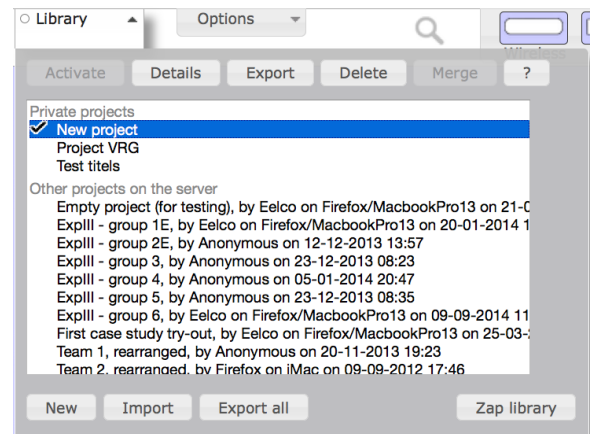 Library
Options
Wireless
Activate Details Export Delete Merge ?
Private projects
New project
Project VRG
Test titels
Other projects on the server
Empty project (for testing), by Eelco on Firefox/MacbookPro13 on 21-0
ExpIII - group 1E, by Eelco on Firefox/MacbookPro13 on 20-01-2014 1
ExpIII - group 2E, by Anonymous on 12-12-2013 13:57
ExpIII - group 3, by Anonymous on 23-12-2013 08:23
ExpIII - group 4, by Anonymous on 05-01-2014 20:47
ExpIII - group 5, by Anonymous on 23-12-2013 08:35
ExpIII - group 6, by Eelco on Firefox/MacbookPro13 on 09-09-2014 11
First case study try-out, by Eelco on Firefox/MacbookPro13 on 25-03-
Team 1, rearranged, by Anonymous on 20-11-2013 19:23
Team 2, rearranged, by Firefox on iMac on 09-09-2012 17:46
New Import Export all Zap library